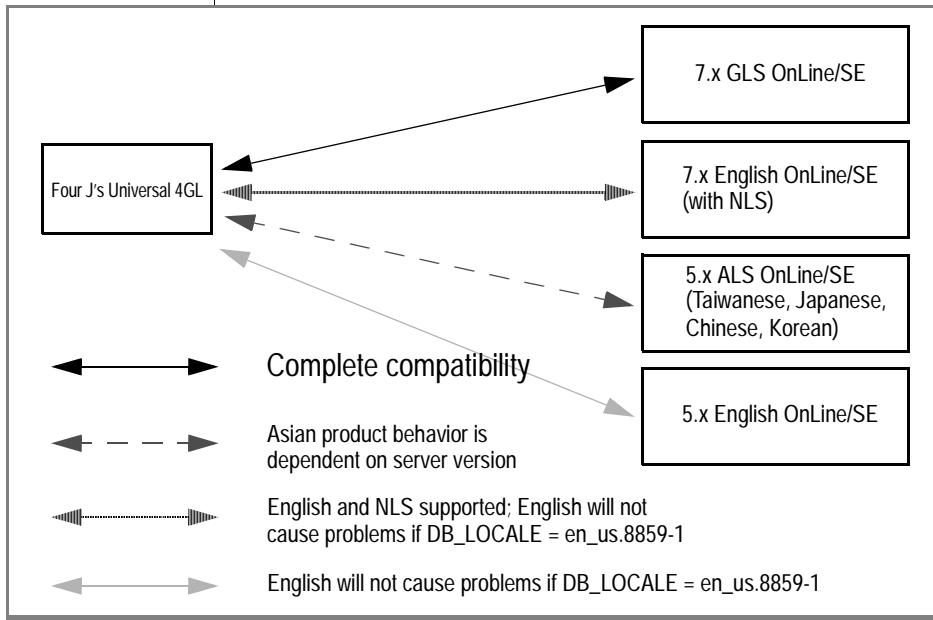 7.x GLS OnLine/SE
Four J's Universal 4GL
7.x English OnLine/SE
(with NLS)
5.x ALS OnLine/SE
(Taiwanese, Japanese,
Chinese, Korean)
5.x English OnLine/SE
Complete compatibility
Asian product behavior is
dependent on server version
English and NLS supported; English will not
cause problems if DB_LOCALE = en_us.8859-1
English will not cause problems if DB_LOCALE = en_us.8859-1